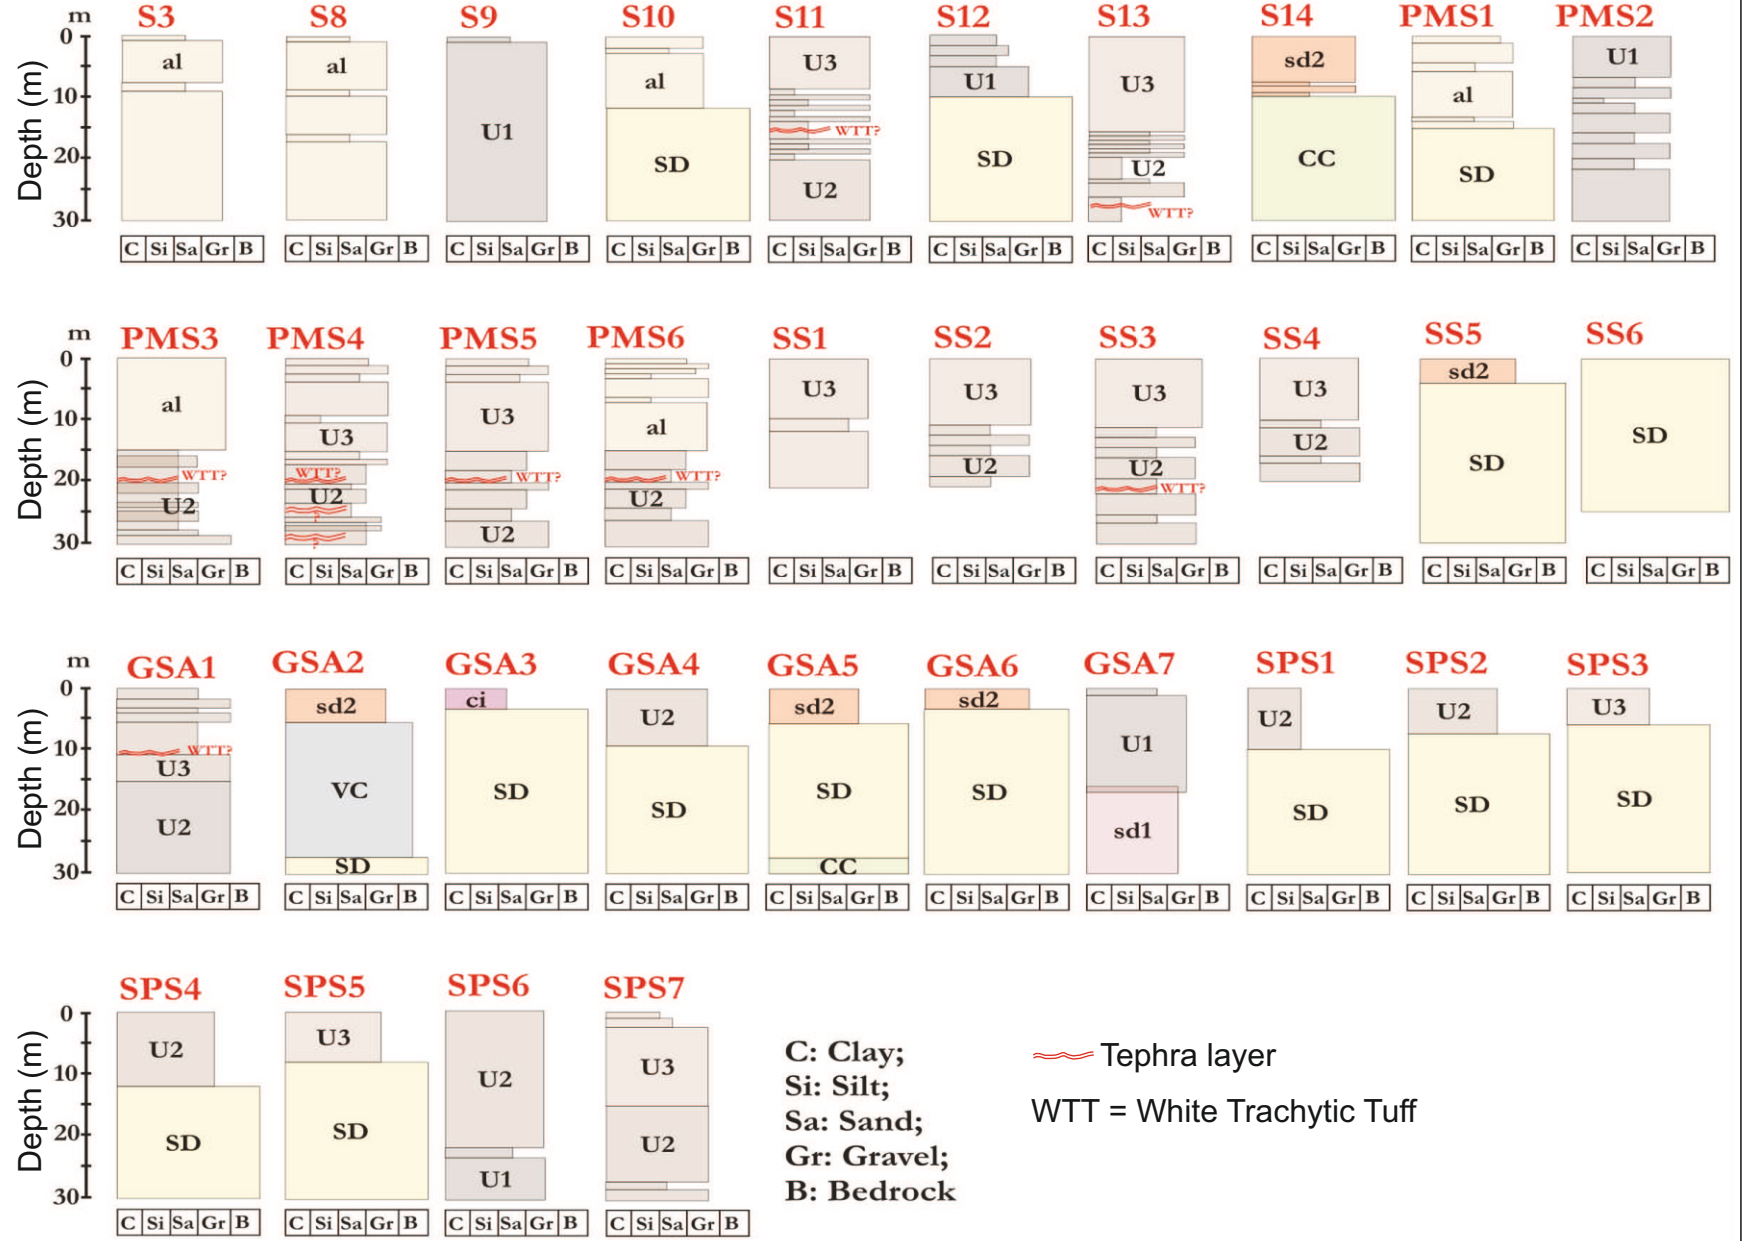 m S3 S8 S9 S10 S11 S12 S13 S14 PMS1 PMS2
Depth (m)
0
10
20
30
al
al
U1
al
SD
U3
WTT?
U2
U1
SD
U3
U2
WTT?
sd2
CC
al
SD
U1
C Si Sa Gr B C Si Sa Gr B C Si Sa Gr B C Si Sa Gr B C Si Sa Gr B C Si Sa Gr B C Si Sa Gr B C Si Sa Gr B C Si Sa Gr B C Si Sa Gr B
m PMS3 PMS4 PMS5 PMS6 SS1 SS2 SS3 SS4 SS5 SS6
Depth (m)
0
10
20
30
al
WTT?
U2
U3
WTT?
U2
?
?
U3
WTT?
U2
al
WTT?
U2
U3
U3
U2
U3
U2
WTT?
U3
U2
sd2
SD
SD
C Si Sa Gr B C Si Sa Gr B C Si Sa Gr B C Si Sa Gr B C Si Sa Gr B C Si Sa Gr B C Si Sa Gr B C Si Sa Gr B C Si Sa Gr B C Si Sa Gr B
m GSA1 GSA2 GSA3 GSA4 GSA5 GSA6 GSA7 SPS1 SPS2 SPS3
Depth (m)
0
10
20
30
WTT?
U3
U2
sd2
VC
SD
ci
SD
U2
SD
sd2
SD
CC
sd2
SD
U1
sd1
U2
SD
U2
SD
U3
SD
C Si Sa Gr B C Si Sa Gr B C Si Sa Gr B C Si Sa Gr B C Si Sa Gr B C Si Sa Gr B C Si Sa Gr B C Si Sa Gr B C Si Sa Gr B C Si Sa Gr B
SPS4 SPS5 SPS6 SPS7
Depth (m)
0
10
20
30
U2
SD
U3
SD
U2
U1
U3
U2
C Si Sa Gr B C Si Sa Gr B C Si Sa Gr B C Si Sa Gr B
C: Clay;
Si: Silt;
Sa: Sand;
Gr: Gravel;
B: Bedrock
Tephra layer
WTT = White Trachytic Tuff